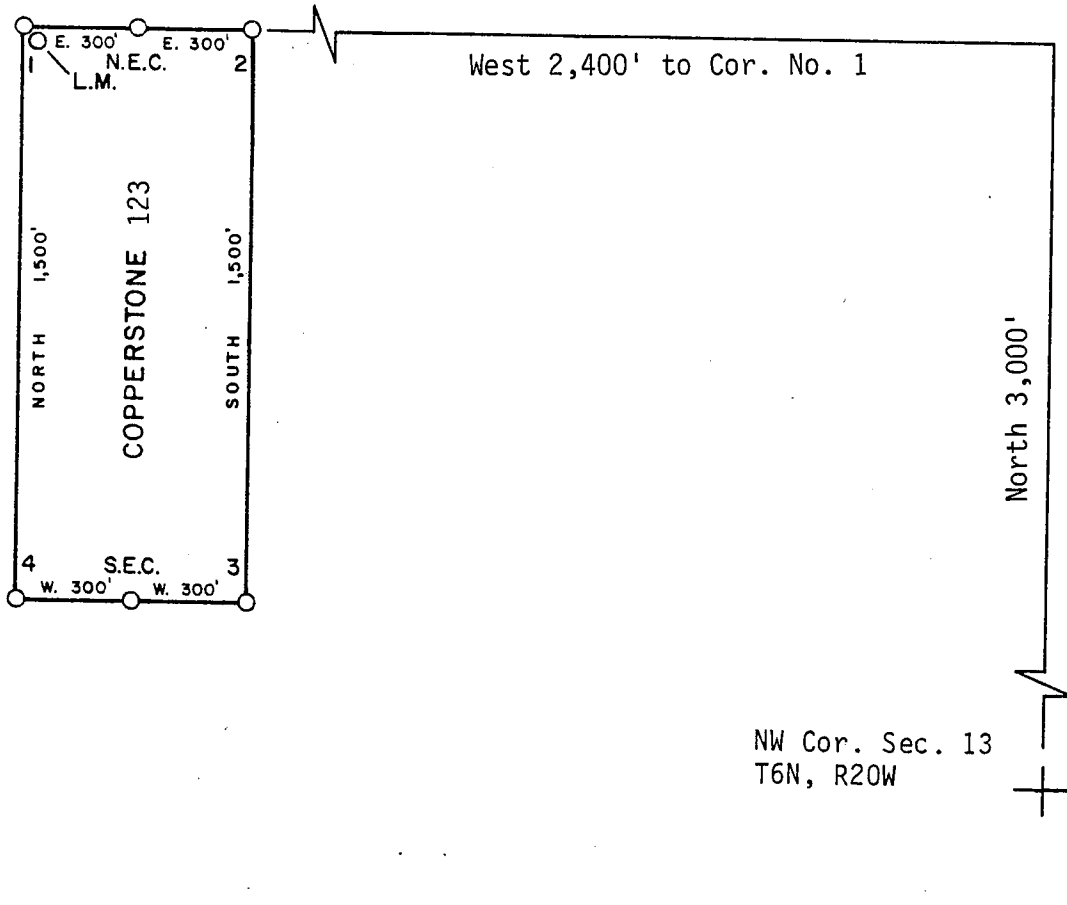 E. 300' E. 300'
1 N.E.C. 2
L.M.
West 2,400' to Cor. No. 1
NORTH 1,500'
COPPERSTONE 123
SOUTH 1,500'
North 3,000'
4 S.E.C. 3
W. 300' W. 300'
NW Cor. Sec. 13
T6N, R20W